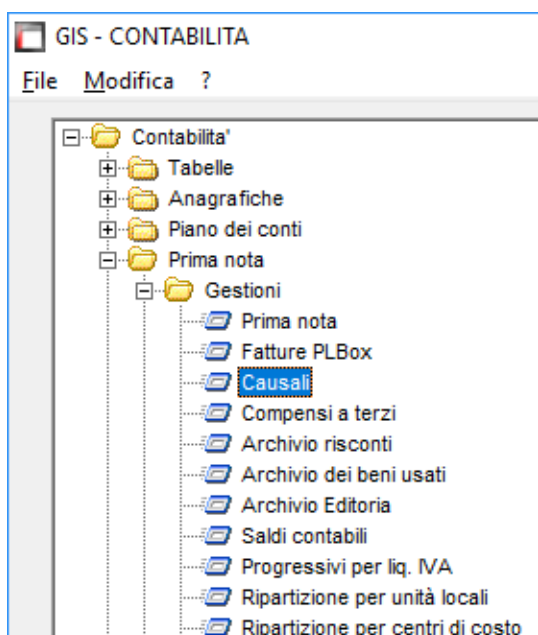 GIS - CONTABILITA
File Modifica ?
Contabilita'
Tabelle
Anagrafiche
Piano dei conti
Prima nota
Gestioni
Prima nota
Fatture PLBox
Causali
Compensi a terzi
Archivio risconti
Archivio dei beni usati
Archivio Editoria
Saldi contabili
Progressivi per liq. IVA
Ripartizione per unità locali
Ripartizione per centri di costo